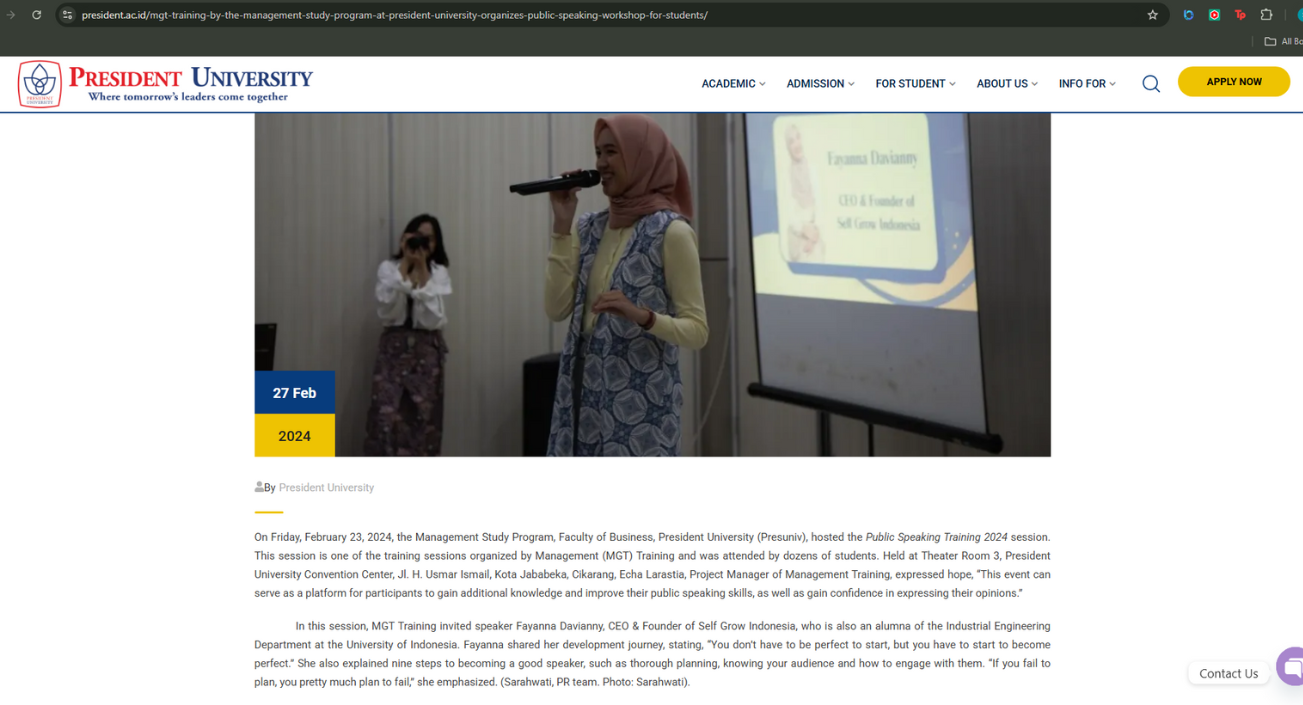 president.ac.id/mgt-training-by-the-management-study-program-at-president-university-organizes-public-speaking-workshop-for-students/
All Bo
PRESIDENT UNIVERSITY
Where tomorrow's leaders come together
ACADEMIC
ADMISSION
FOR STUDENT
ABOUT US
INFO FOR
APPLY NOW
PRESIDENT
UNIVERSITY
Fayanna Davianny
CEO & Founder of
Self Grow Indonesia
27 Feb
2024
By President University
On Friday, February 23, 2024, the Management Study Program, Faculty of Business, President University (Presuniv), hosted the Public Speaking Training 2024 session.
This session is one of the training sessions organized by Management (MGT) Training and was attended by dozens of students. Held at Theater Room 3, President
University Convention Center, Jl. H. Usmar Ismail, Kota Jababeka, Cikarang, Echa Larastia, Project Manager of Management Training, expressed hope, “This event can
serve as a platform for participants to gain additional knowledge and improve their public speaking skills, as well as gain confidence in expressing their opinions.”
In this session, MGT Training invited speaker Fayanna Davianny, CEO & Founder of Self Grow Indonesia, who is also an alumna of the Industrial Engineering
Department at the University of Indonesia. Fayanna shared her development journey, stating, “You don't have to be perfect to start, but you have to start to become
perfect.” She also explained nine steps to becoming a good speaker, such as thorough planning, knowing your audience and how to engage with them. “If you fail to
plan, you pretty much plan to fail,” she emphasized. (Sarahwati, PR team. Photo: Sarahwati).
Contact Us